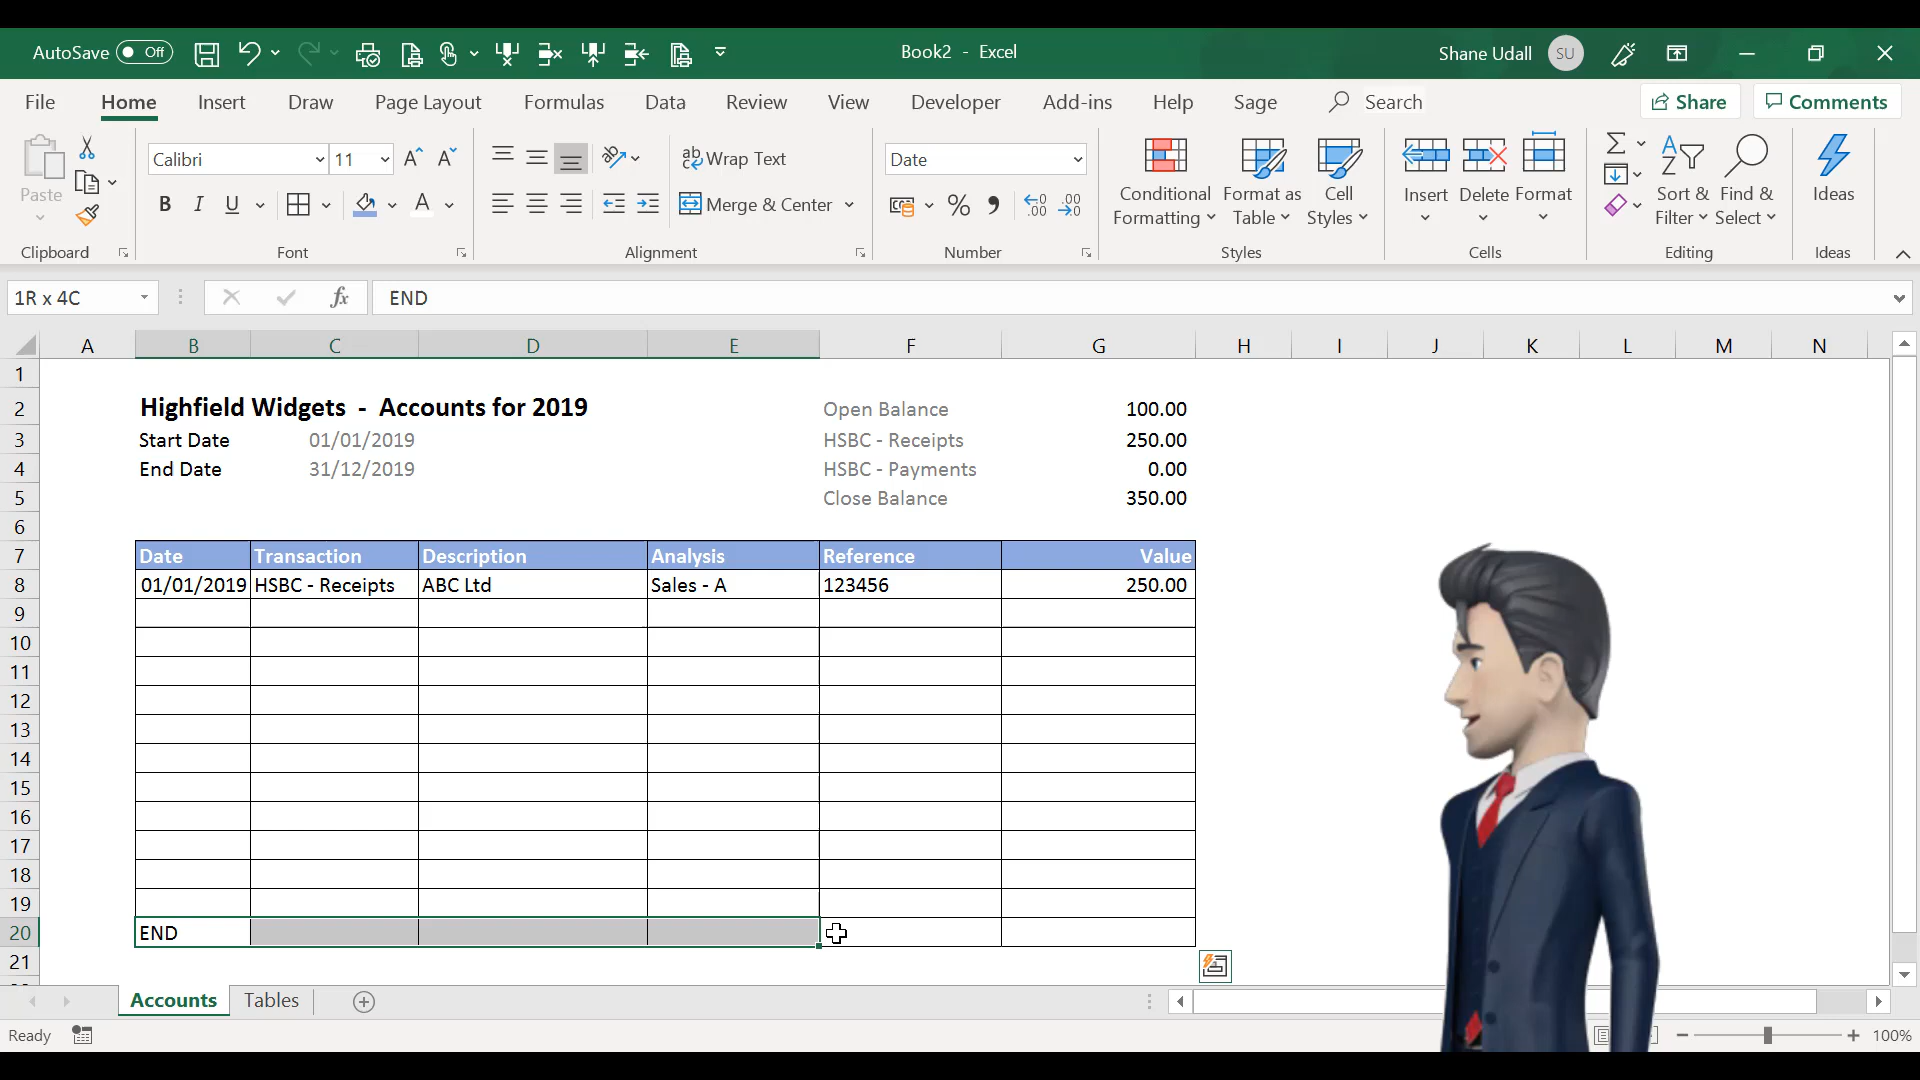 AutoSave Off Book2 - Excel Shane Udall SU
File Home Insert Draw Page Layout Formulas Data Review View Developer Add-ins Help Sage Search Share Comments
Paste
Clipboard
Calibri 11
B I U
Font
ab Wrap Text
Merge & Center
Alignment
Date
Number
Conditional Formatting
Format as Table
Cell Styles
Styles
Insert Delete Format
Cells
Sort & Filter
Find & Select
Editing
Ideas
Ideas
1R x 4C fx END
A B C D E F G H I J K L M N
1
2 Highfield Widgets - Accounts for 2019 Open Balance 100.00
3 Start Date 01/01/2019 HSBC - Receipts 250.00
4 End Date 31/12/2019 HSBC - Payments 0.00
5 Close Balance 350.00
6
7 Date Transaction Description Analysis Reference Value
8 01/01/2019 HSBC - Receipts ABC Ltd Sales - A 123456 250.00
9
10
11
12
13
14
15
16
17
18
19
20 END
21
Accounts Tables
Ready 100%